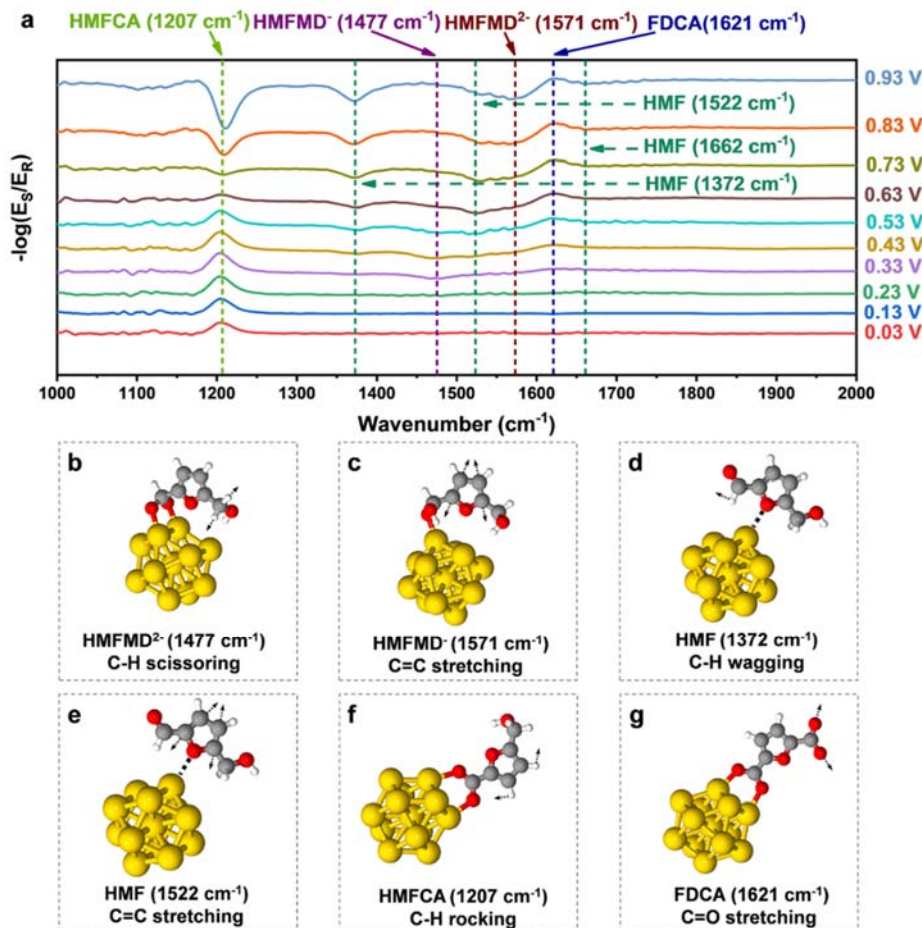 a
HMFCA (1207 cm⁻¹) HMFMD⁻ (1477 cm⁻¹) HMFMD²⁻ (1571 cm⁻¹) FDCA(1621 cm⁻¹)
-log(E_S/E_R)
0.93 V
HMF (1522 cm⁻¹)
0.83 V
HMF (1662 cm⁻¹)
0.73 V
HMF (1372 cm⁻¹)
0.63 V
0.53 V
0.43 V
0.33 V
0.23 V
0.13 V
0.03 V
1000 1100 1200 1300 1400 1500 1600 1700 1800 1900 2000
Wavenumber (cm⁻¹)
b
HMFMD²⁻ (1477 cm⁻¹)
C-H scissoring
c
HMFMD⁻ (1571 cm⁻¹)
C=C stretching
d
HMF (1372 cm⁻¹)
C-H wagging
e
HMF (1522 cm⁻¹)
C=C stretching
f
HMFCA (1207 cm⁻¹)
C-H rocking
g
FDCA (1621 cm⁻¹)
C=O stretching